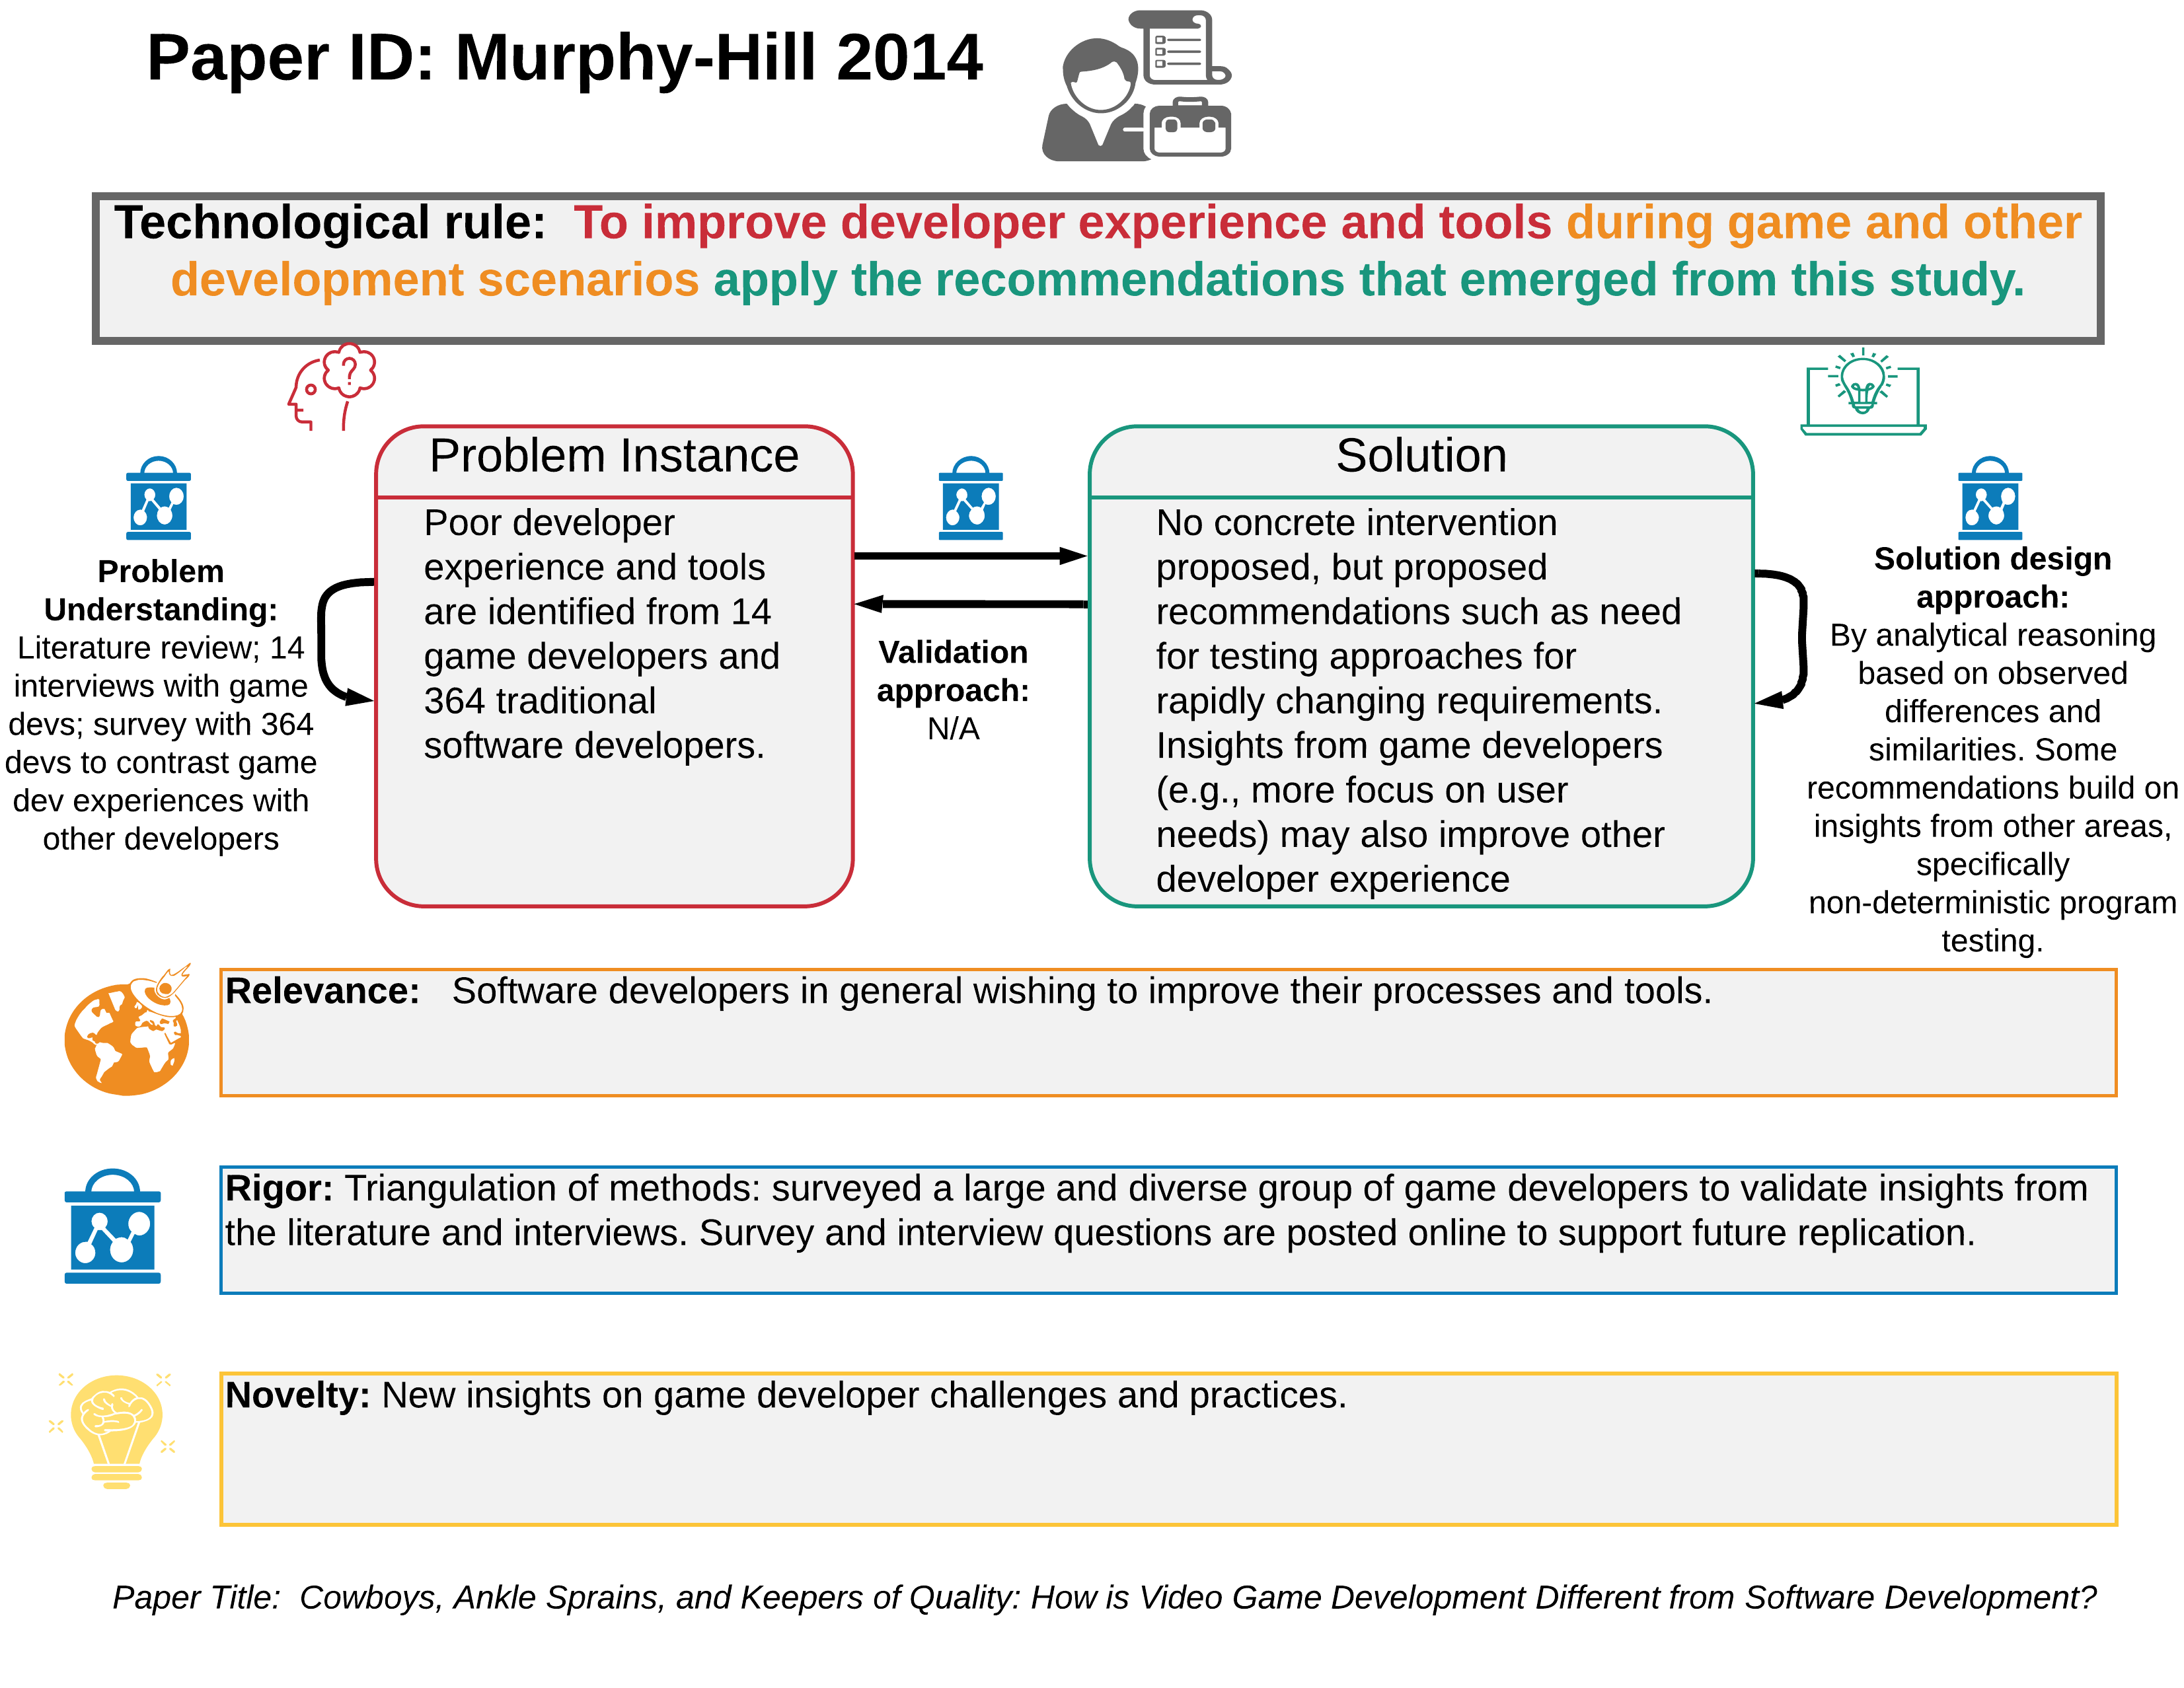 Paper ID: Murphy-Hill 2014
Technological rule: To improve developer experience and tools during game and other
development scenarios apply the recommendations that emerged from this study.
Problem
Understanding:
Literature review; 14
interviews with game
devs; survey with 364
devs to contrast game
dev experiences with
other developers
Problem Instance
Poor developer
experience and tools
are identified from 14
game developers and
364 traditional
software developers.
Validation
approach:
N/A
Solution
No concrete intervention
proposed, but proposed
recommendations such as need
for testing approaches for
rapidly changing requirements.
Insights from game developers
(e.g., more focus on user
needs) may also improve other
developer experience
Solution design
approach:
By analytical reasoning
based on observed
differences and
similarities. Some
recommendations build on
insights from other areas,
specifically
non-deterministic program
testing.
Relevance: Software developers in general wishing to improve their processes and tools.
Rigor: Triangulation of methods: surveyed a large and diverse group of game developers to validate insights from
the literature and interviews. Survey and interview questions are posted online to support future replication.
Novelty: New insights on game developer challenges and practices.
Paper Title: Cowboys, Ankle Sprains, and Keepers of Quality: How is Video Game Development Different from Software Development?